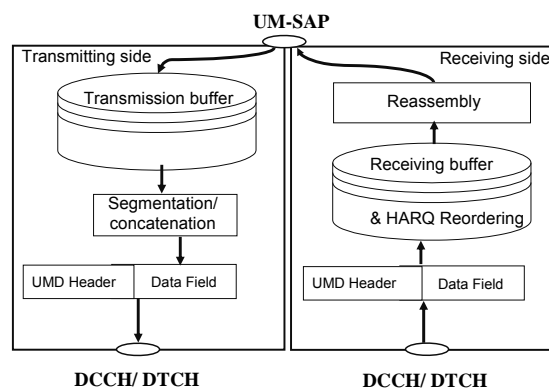 UM-SAP
Transmitting side
Transmission buffer
Segmentation/
concatenation
UMD Header
Data Field
DCCH/ DTCH
Receiving side
Reassembly
Receiving buffer
& HARQ Reordering
UMD Header
Data Field
DCCH/ DTCH